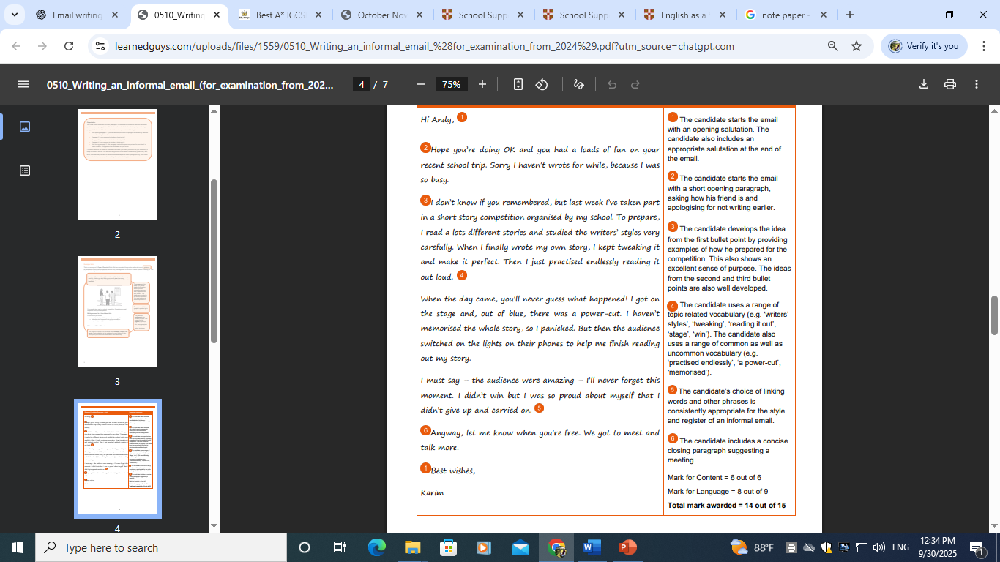 Email writing
0510_Writing
Best A* IGCS
October Nov
School Supp
School Supp
English as a S
note paper -
learnedguys.com/uploads/files/1559/0510_Writing_an_informal_email_%28for_examination_from_2024%29.pdf?utm_source=chatgpt.com
Verify it's you
0510_Writing_an_informal_email_(for_examination_from_202...
4 / 7
75%
2
3
4
Hi Andy, 1
2 Hope you're doing OK and you had a loads of fun on your
recent school trip. Sorry I haven't wrote for while, because I was
so busy.
3 I don't know if you remembered, but last week I've taken part
in a short story competition organised by my school. To prepare,
I read a lots different stories and studied the writers' styles very
carefully. When I finally wrote my own story, I kept tweaking it
and make it perfect. Then I just practised endlessly reading it
out loud. 4
When the day came, you'll never guess what happened! I got on
the stage and, out of blue, there was a power-cut. I haven't
memorised the whole story, so I panicked. But then the audience
switched on the lights on their phones to help me finish reading
out my story.
I must say – the audience were amazing – I'll never forget this
moment. I didn't win but I was so proud about myself that I
didn't give up and carried on. 5
6 Anyway, let me know when you're free. We got to meet and
talk more.
1 Best wishes,
Karim
1 The candidate starts the email
with an opening salutation. The
candidate also includes an
appropriate salutation at the end of
the email.
2 The candidate starts the email
with a short opening paragraph,
asking how his friend is and
apologising for not writing earlier.
3 The candidate develops the idea
from the first bullet point by providing
examples of how he prepared for the
competition. This also shows an
excellent sense of purpose. The ideas
from the second and third bullet
points are also well developed.
4 The candidate uses a range of
topic related vocabulary (e.g. 'writers'
styles', 'tweaking', 'reading it out',
'stage', 'win'). The candidate also
uses a range of common as well as
uncommon vocabulary (e.g.
'practised endlessly', 'a power-cut',
'memorised').
5 The candidate's choice of linking
words and other phrases is
consistently appropriate for the style
and register of an informal email.
6 The candidate includes a concise
closing paragraph suggesting a
meeting.
Mark for Content = 6 out of 6
Mark for Language = 8 out of 9
Total mark awarded = 14 out of 15
Type here to search
88°F
ENG
12:34 PM
9/30/2025
1